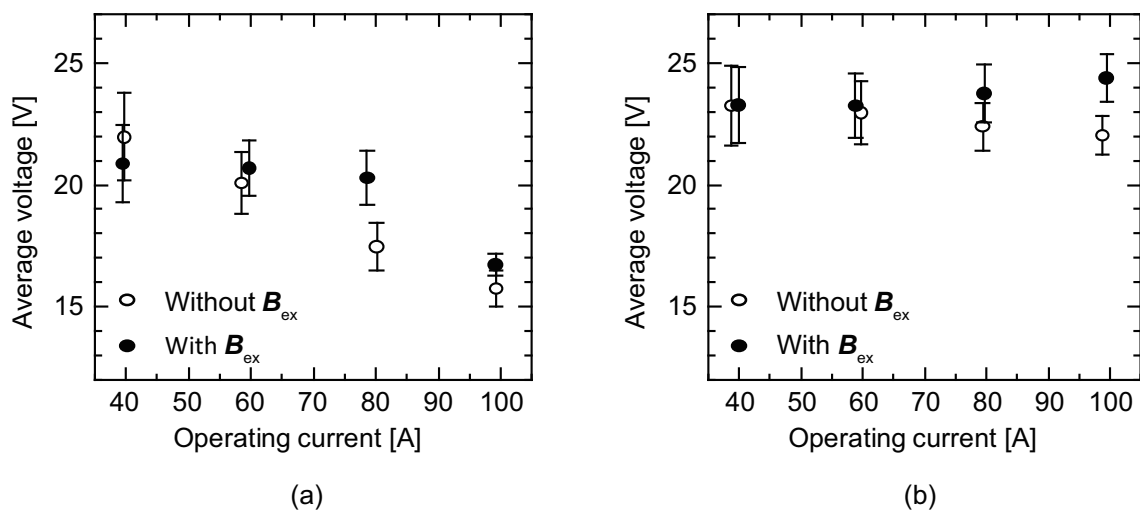 25
20
15
Average voltage [V]
Without B_ex
With B_ex
40 50 60 70 80 90 100
Operating current [A]
(a)
25
20
15
Average voltage [V]
Without B_ex
With B_ex
40 50 60 70 80 90 100
Operating current [A]
(b)